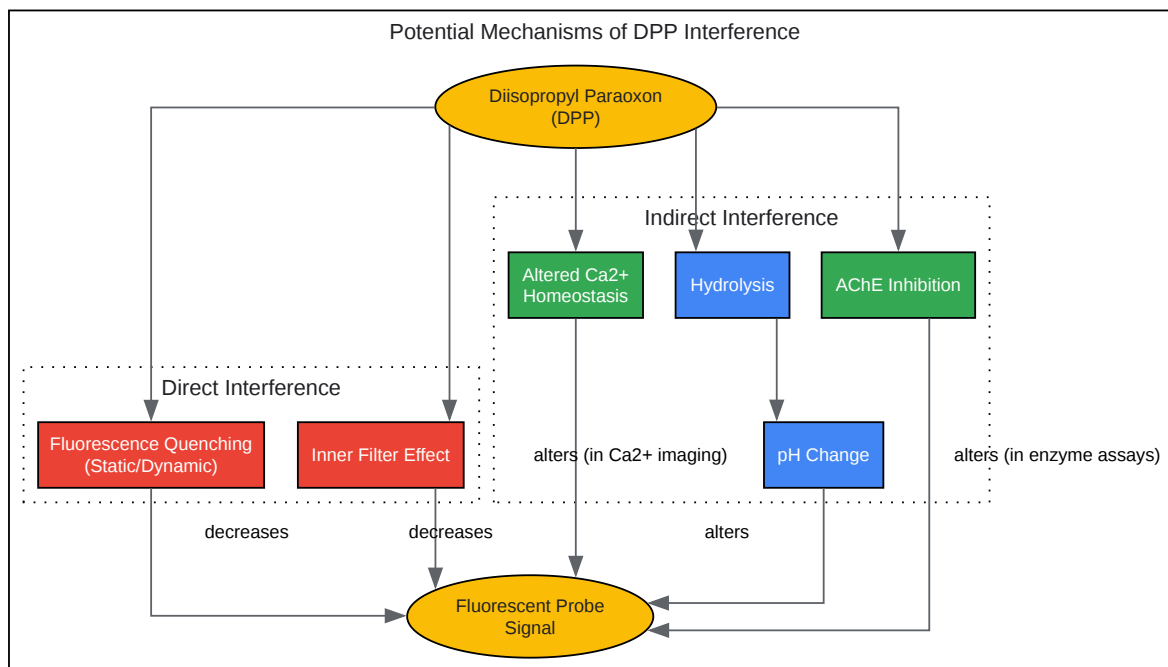 Potential Mechanisms of DPP Interference
Diisopropyl Paraoxon
(DPP)
Indirect Interference
Altered Ca2+
Homeostasis
Hydrolysis
AChE Inhibition
Direct Interference
Fluorescence Quenching
(Static/Dynamic)
Inner Filter Effect
alters (in Ca2+ imaging)
pH Change
alters (in enzyme assays)
decreases
decreases
alters
Fluorescent Probe
Signal